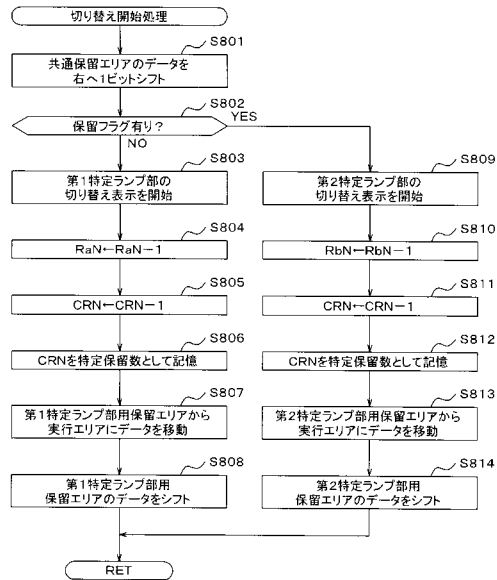 切り替え開始処理
S801
共通保留エリアのデータを
右へ1ビットシフト
S802
保留フラグ有り？
YES
NO
S803
第1特定ランプ部の
切り替え表示を開始
S804
RaN←RaN−1
S805
CRN←CRN−1
S806
CRNを特定保留数として記憶
S807
第1特定ランプ部用保留エリアから
実行エリアにデータを移動
S808
第1特定ランプ部用
保留エリアのデータをシフト
S809
第2特定ランプ部の
切り替え表示を開始
S810
RbN←RbN−1
S811
CRN←CRN−1
S812
CRNを特定保留数として記憶
S813
第2特定ランプ部用保留エリアから
実行エリアにデータを移動
S814
第2特定ランプ部用
保留エリアのデータをシフト
RET